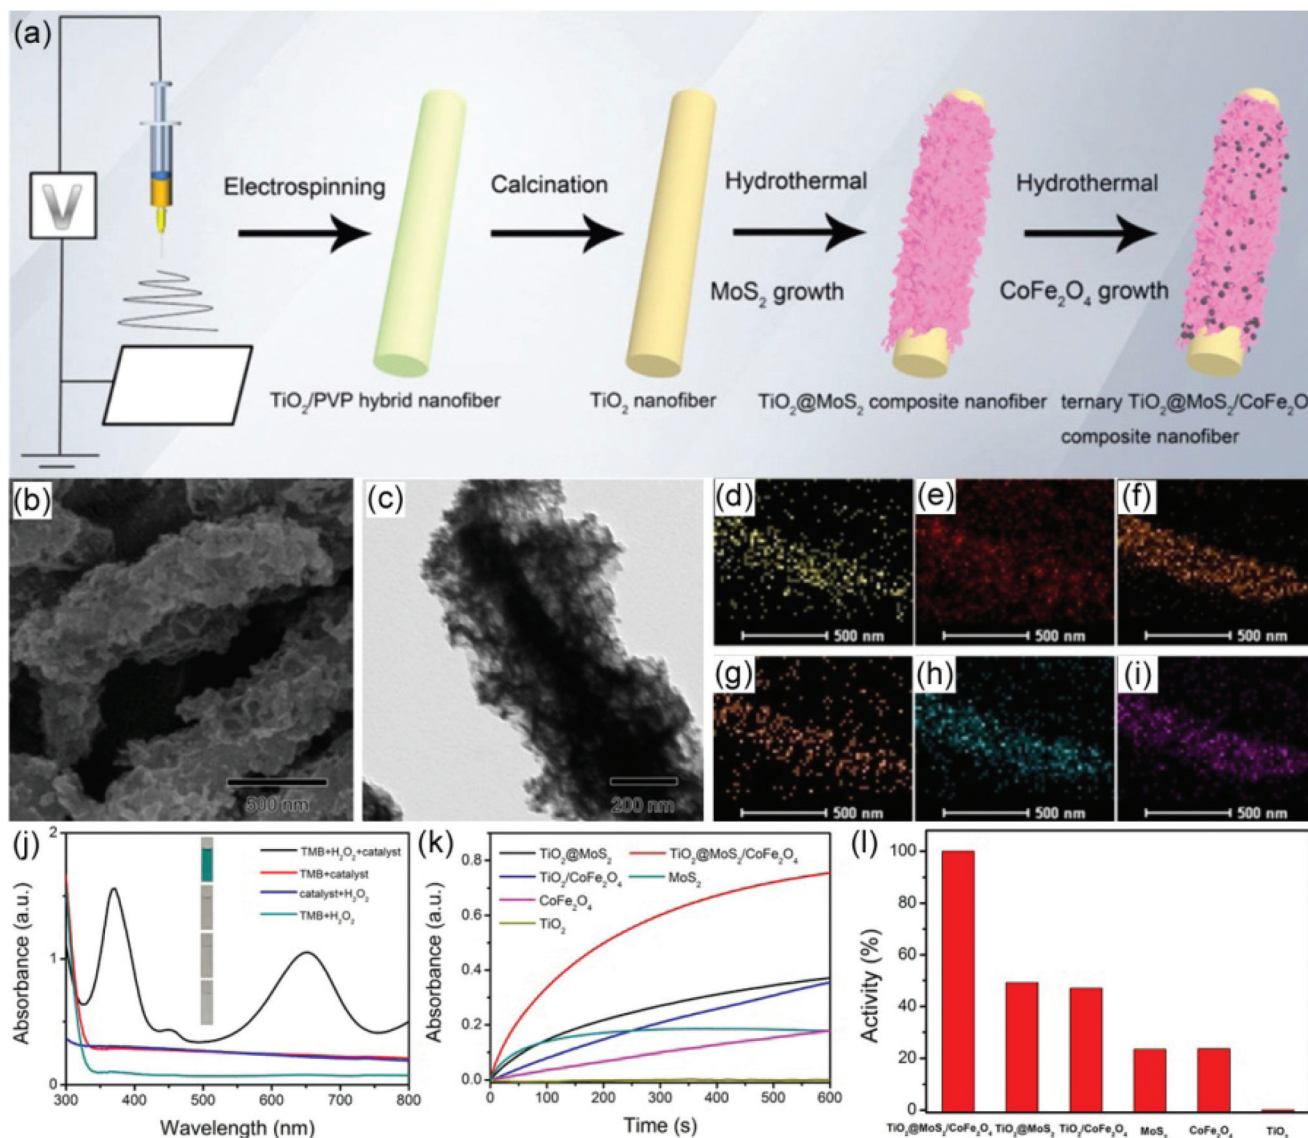 (a)
V
Electrospinning
Calcination
Hydrothermal
MoS₂ growth
Hydrothermal
CoFe₂O₄ growth
TiO₂/PVP hybrid nanofiber
TiO₂ nanofiber
TiO₂@MoS₂ composite nanofiber
ternary TiO₂@MoS₂/CoFe₂O
composite nanofiber
(b)
500 nm
(c)
200 nm
(d)
500 nm
(e)
500 nm
(f)
500 nm
(g)
500 nm
(h)
500 nm
(i)
500 nm
(j)
Absorbance (a.u.)
2
1
0
TMB+H₂O₂+catalyst
TMB+catalyst
catalyst+H₂O₂
TMB+H₂O₂
300 400 500 600 700 800
Wavelength (nm)
(k)
Absorbance (a.u.)
0.8
0.6
0.4
0.2
0.0
TiO₂@MoS₂
TiO₂@MoS₂/CoFe₂O₄
TiO₂/CoFe₂O₄
MoS₂
CoFe₂O₄
TiO₂
0 100 200 300 400 500 600
Time (s)
(l)
Activity (%)
100
80
60
40
20
0
TiO₂@MoS₂/CoFe₂O₄ TiO₂@MoS₂ TiO₂/CoFe₂O₄ MoS₂ CoFe₂O₄ TiO₂